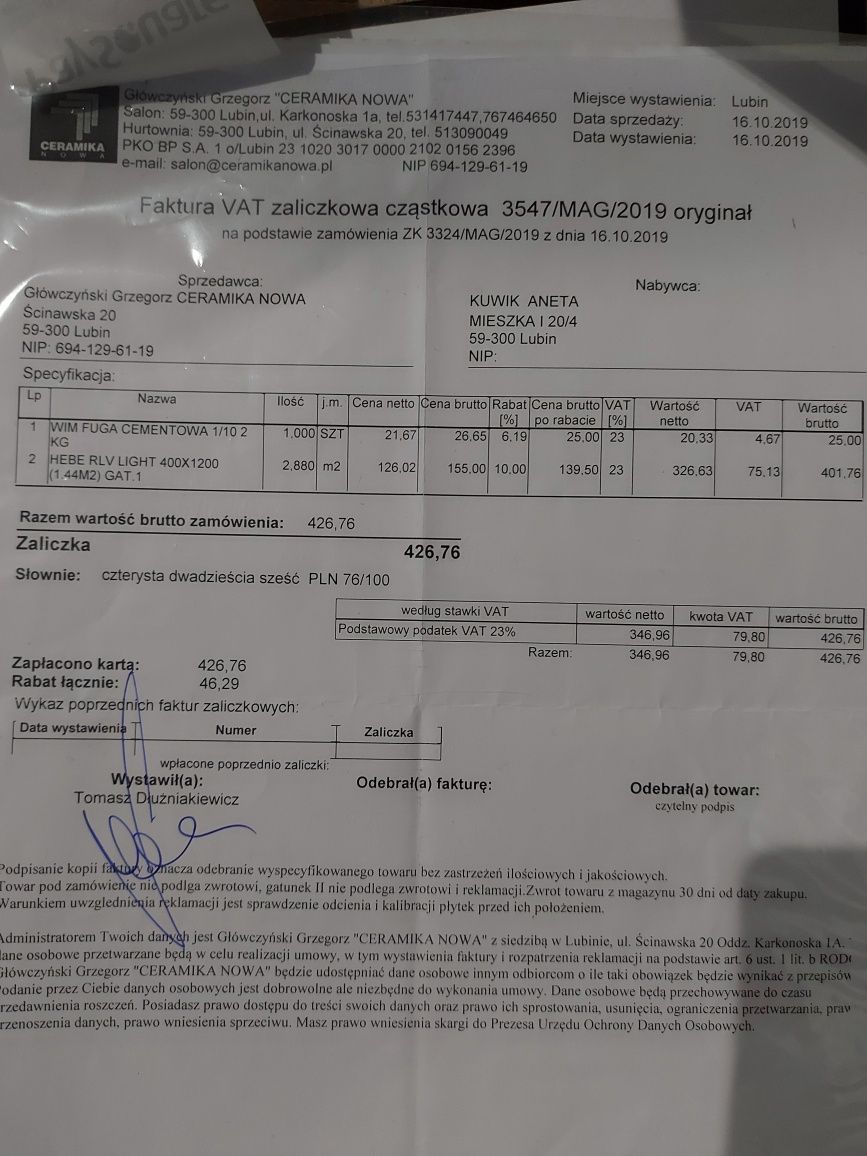 CERAMIKA
NOWA
Główczyński Grzegorz "CERAMIKA NOWA"
Salon: 59-300 Lubin,ul. Karkonoska 1a, tel.531417447,767464650
Hurtownia: 59-300 Lubin, ul. Ścinawska 20, tel. 513090049
PKO BP S.A. 1 o/Lubin 23 1020 3017 0000 2102 0156 2396
e-mail: salon@ceramikanowa.pl NIP 694-129-61-19
Miejsce wystawienia: Lubin
Data sprzedaży: 16.10.2019
Data wystawienia: 16.10.2019
Faktura VAT zaliczkowa cząstkowa 3547/MAG/2019 oryginał
na podstawie zamówienia ZK 3324/MAG/2019 z dnia 16.10.2019
Sprzedawca:
Główczyński Grzegorz CERAMIKA NOWA
Ścinawska 20
59-300 Lubin
NIP: 694-129-61-19
Nabywca:
KUWIK ANETA
MIESZKA I 20/4
59-300 Lubin
NIP:
Specyfikacja:
Lp Nazwa Ilość j.m. Cena netto Cena brutto Rabat [%] Cena brutto po rabacie VAT [%] Wartość netto VAT Wartość brutto
1 WIM FUGA CEMENTOWA 1/10 2 KG 1,000 SZT 21,67 26,65 6,19 25,00 23 20,33 4,67 25,00
2 HEBE RLV LIGHT 400X1200 (1.44M2) GAT.1 2,880 m2 126,02 155,00 10,00 139,50 23 326,63 75,13 401,76
Razem wartość brutto zamówienia: 426,76
Zaliczka 426,76
Słownie: czterysta dwadzieścia sześć PLN 76/100
według stawki VAT wartość netto kwota VAT wartość brutto
Podstawowy podatek VAT 23% 346,96 79,80 426,76
Razem: 346,96 79,80 426,76
Zapłacono kartą: 426,76
Rabat łącznie: 46,29
Wykaz poprzednich faktur zaliczkowych:
Data wystawienia Numer Zaliczka
wpłacone poprzednio zaliczki:
Wystawił(a):
Tomasz Dłużniakiewicz
Odebrał(a) fakturę:
Odebrał(a) towar:
czytelny podpis
Podpisanie kopii faktury oznacza odebranie wyspecyfikowanego towaru bez zastrzeżeń ilościowych i jakościowych.
Towar pod zamówienie nie podlga zwrotowi, gatunek II nie podlega zwrotowi i reklamacji.Zwrot towaru z magazynu 30 dni od daty zakupu.
Warunkiem uwzglednienia reklamacji jest sprawdzenie odcienia i kalibracji płytek przed ich położeniem.
Administratorem Twoich danych jest Główczyński Grzegorz "CERAMIKA NOWA" z siedzibą w Lubinie, ul. Ścinawska 20 Oddz. Karkonoska 1A.
dane osobowe przetwarzane będą w celu realizacji umowy, w tym wystawienia faktury i rozpatrzenia reklamacji na podstawie art. 6 ust. 1 lit. b RODO
Główczyński Grzegorz "CERAMIKA NOWA" będzie udostępniać dane osobowe innym odbiorcom o ile taki obowiązek będzie wynikać z przepisów
Podanie przez Ciebie danych osobowych jest dobrowolne ale niezbędne do wykonania umowy. Dane osobowe będą przechowywane do czasu
rzedawnienia roszczeń. Posiadasz prawo dostępu do treści swoich danych oraz prawo ich sprostowania, usunięcia, ograniczenia przetwarzania, praw
rzenoszenia danych, prawo wniesienia sprzeciwu. Masz prawo wniesienia skargi do Prezesa Urzędu Ochrony Danych Osobowych.